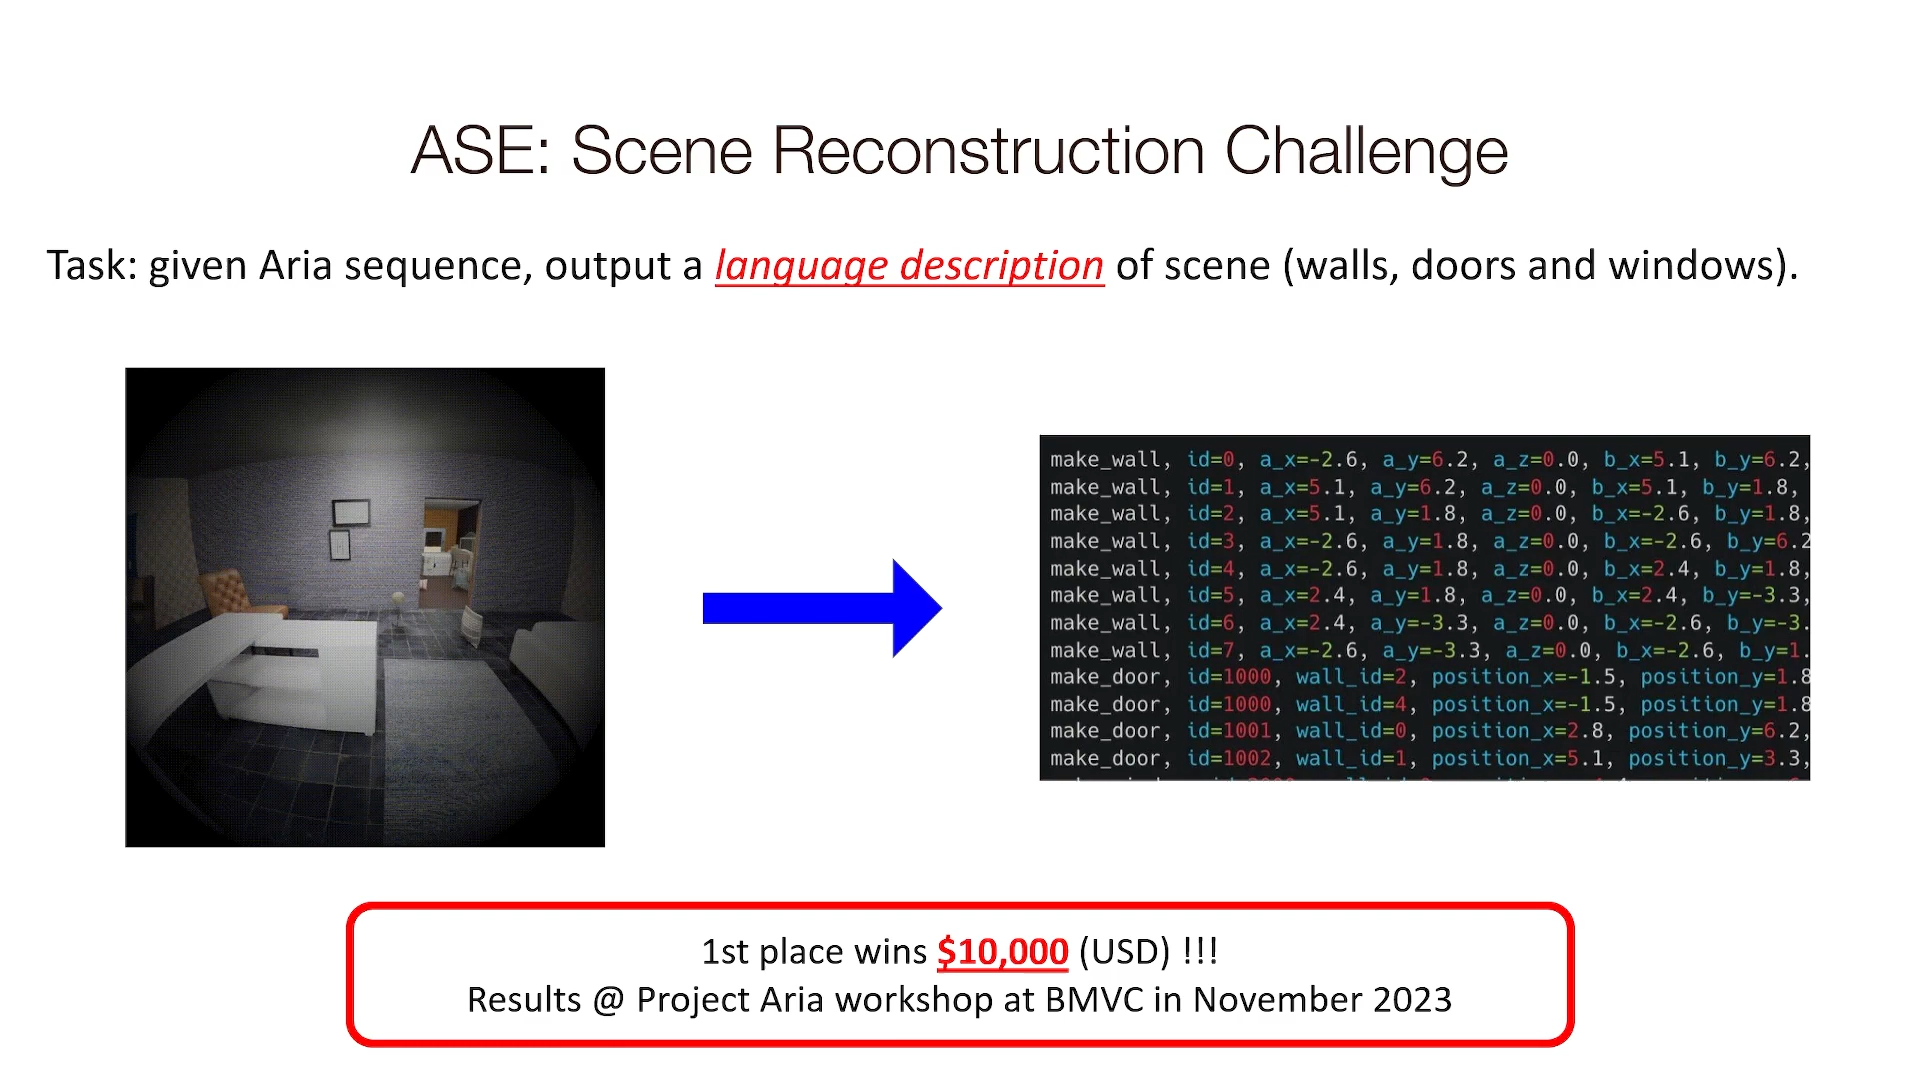 ASE: Scene Reconstruction Challenge
Task: given Aria sequence, output a language description of scene (walls, doors and windows).
make_wall, id=0, a_x=-2.6, a_y=6.2, a_z=0.0, b_x=5.1, b_y=6.2,
make_wall, id=1, a_x=5.1, a_y=6.2, a_z=0.0, b_x=5.1, b_y=1.8,
make_wall, id=2, a_x=5.1, a_y=1.8, a_z=0.0, b_x=-2.6, b_y=1.8,
make_wall, id=3, a_x=-2.6, a_y=1.8, a_z=0.0, b_x=-2.6, b_y=6.2
make_wall, id=4, a_x=-2.6, a_y=1.8, a_z=0.0, b_x=2.4, b_y=1.8,
make_wall, id=5, a_x=2.4, a_y=1.8, a_z=0.0, b_x=2.4, b_y=-3.3,
make_wall, id=6, a_x=2.4, a_y=-3.3, a_z=0.0, b_x=-2.6, b_y=-3.
make_wall, id=7, a_x=-2.6, a_y=-3.3, a_z=0.0, b_x=-2.6, b_y=1.
make_door, id=1000, wall_id=2, position_x=-1.5, position_y=1.8
make_door, id=1000, wall_id=4, position_x=-1.5, position_y=1.8
make_door, id=1001, wall_id=0, position_x=2.8, position_y=6.2,
make_door, id=1002, wall_id=1, position_x=5.1, position_y=3.3,
1st place wins $10,000 (USD) !!!
Results @ Project Aria workshop at BMVC in November 2023